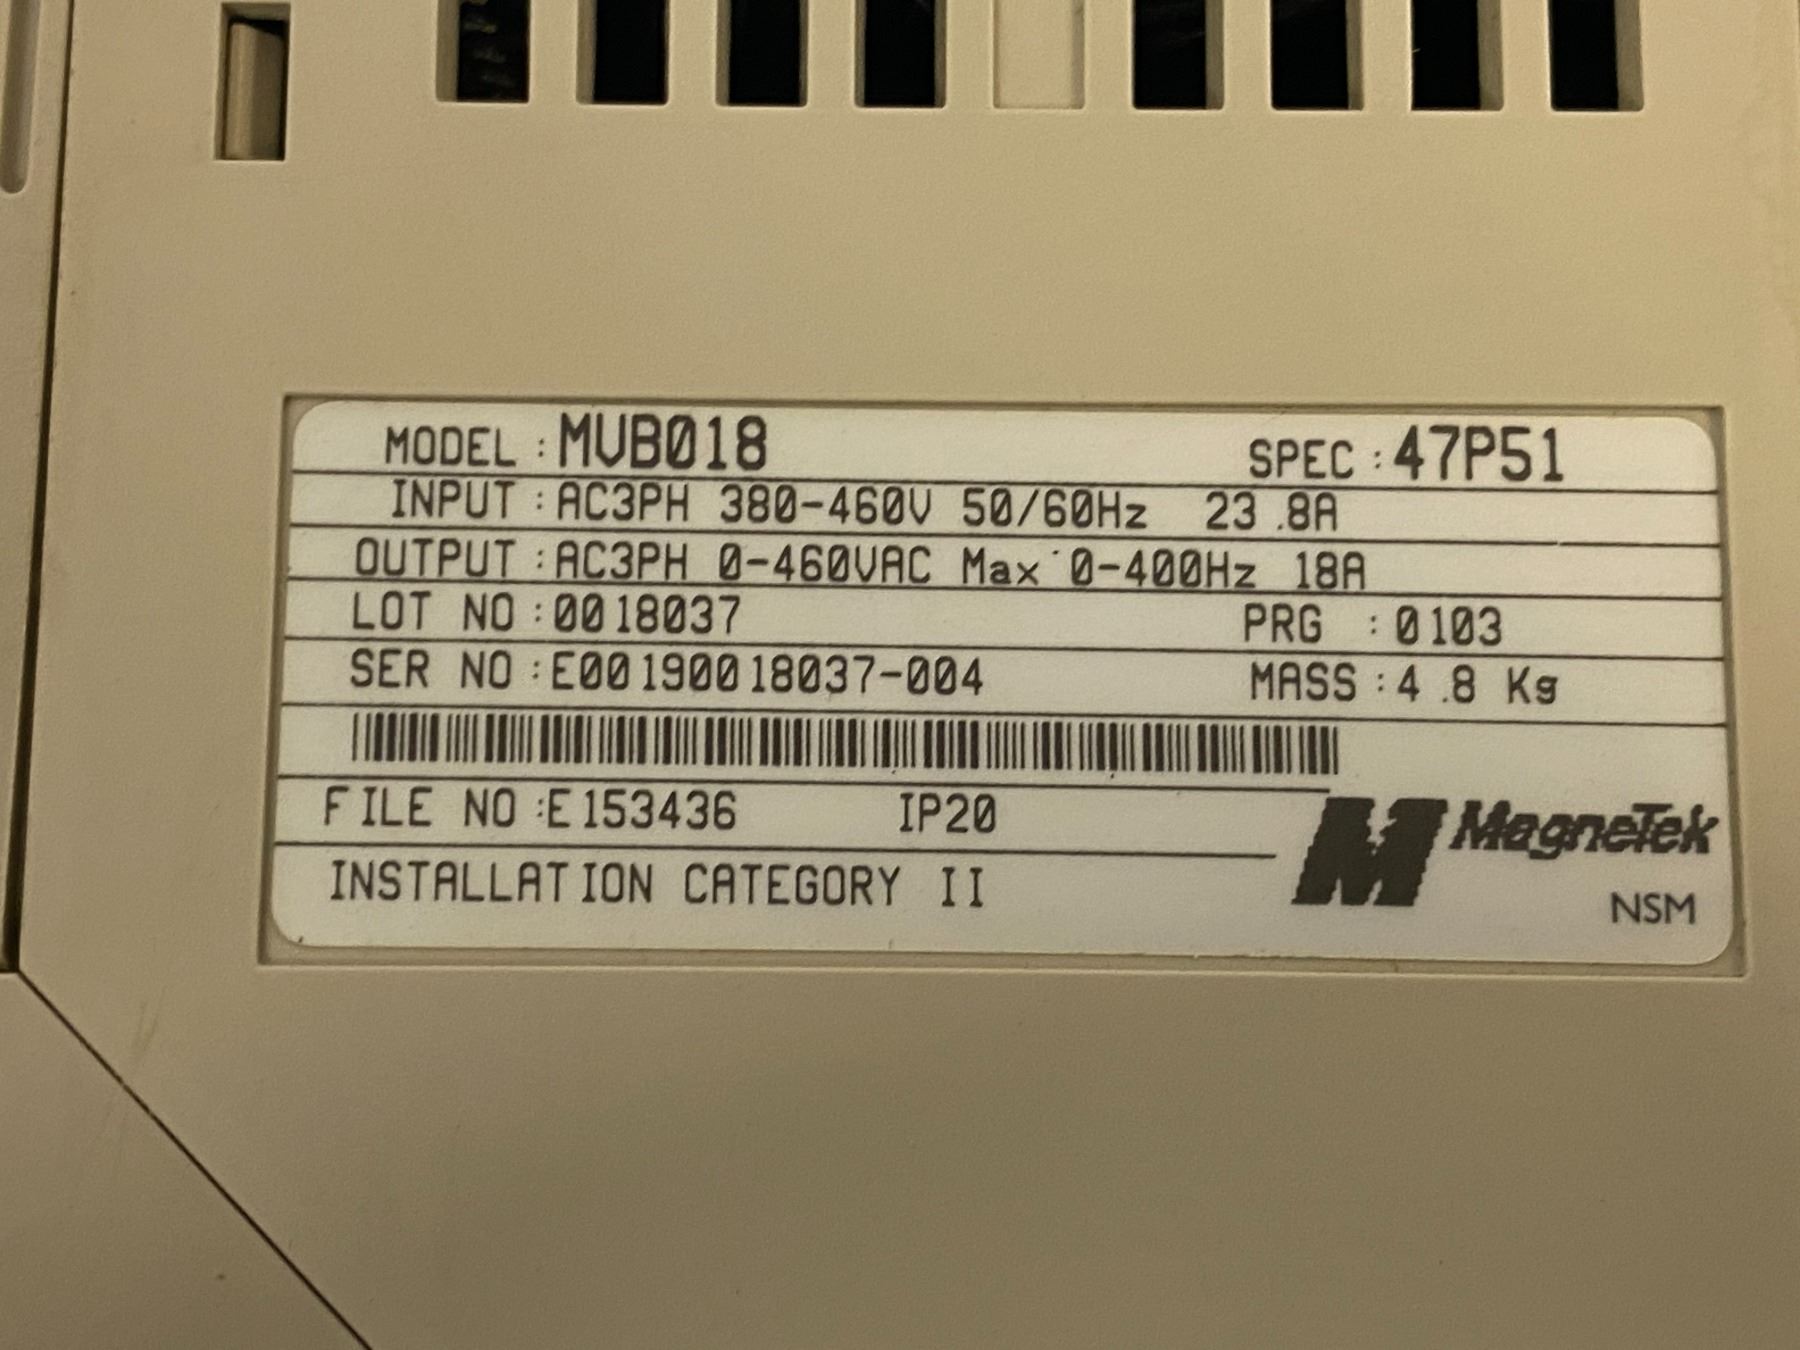 MODEL : MVB018 SPEC : 47P51
INPUT : AC3PH 380-460V 50/60Hz 23.8A
OUTPUT : AC3PH 0-460VAC Max 0-400Hz 18A
LOT NO : 0018037 PRG : 0103
SER NO : E00190018037-004 MASS : 4.8 Kg
FILE NO : E153436 IP20
MagneTek
INSTALLATION CATEGORY II
NSM